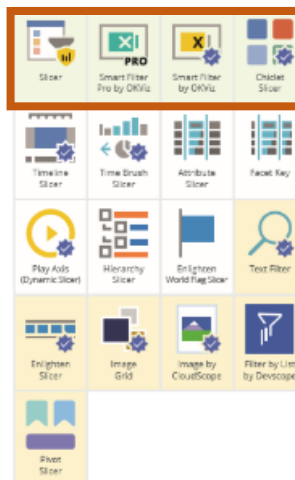 PRO
Slicer
Smart Filter
Pro by OKViz
Smart Filter
by OKViz
Chiclet
Slicer
Timeline
Slicer
Time Brush
Slicer
Attribute
Slicer
Facet Key
Play Axis
(Dynamic Slicer)
Hierarchy
Slicer
Enlighten
World Flag Slicer
Text Filter
Enlighten
Slicer
Image
Grid
Image by
CloudScope
Filter by List
by Devscope
Pivot
Slicer